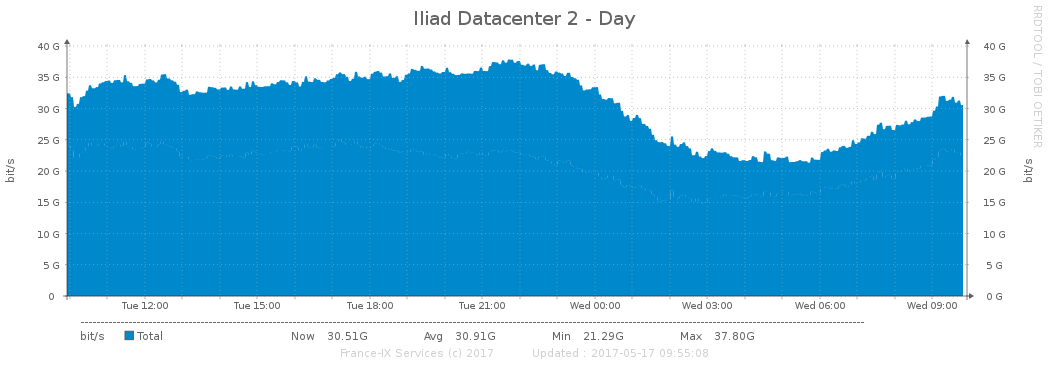 Iliad Datacenter 2 - Day
RRDTOOL / TOBI OETIKER
40 G 40 G
35 G 35 G
30 G 30 G
25 G 25 G
20 G 20 G
15 G 15 G
10 G 10 G
5 G 5 G
0 0 G
bit/s bit/s
Tue 12:00 Tue 15:00 Tue 18:00 Tue 21:00 Wed 00:00 Wed 03:00 Wed 06:00 Wed 09:00
bit/s Total Now 30.51G Avg 30.91G Min 21.29G Max 37.80G
France-IX Services (c) 2017 Updated : 2017-05-17 09:55:08